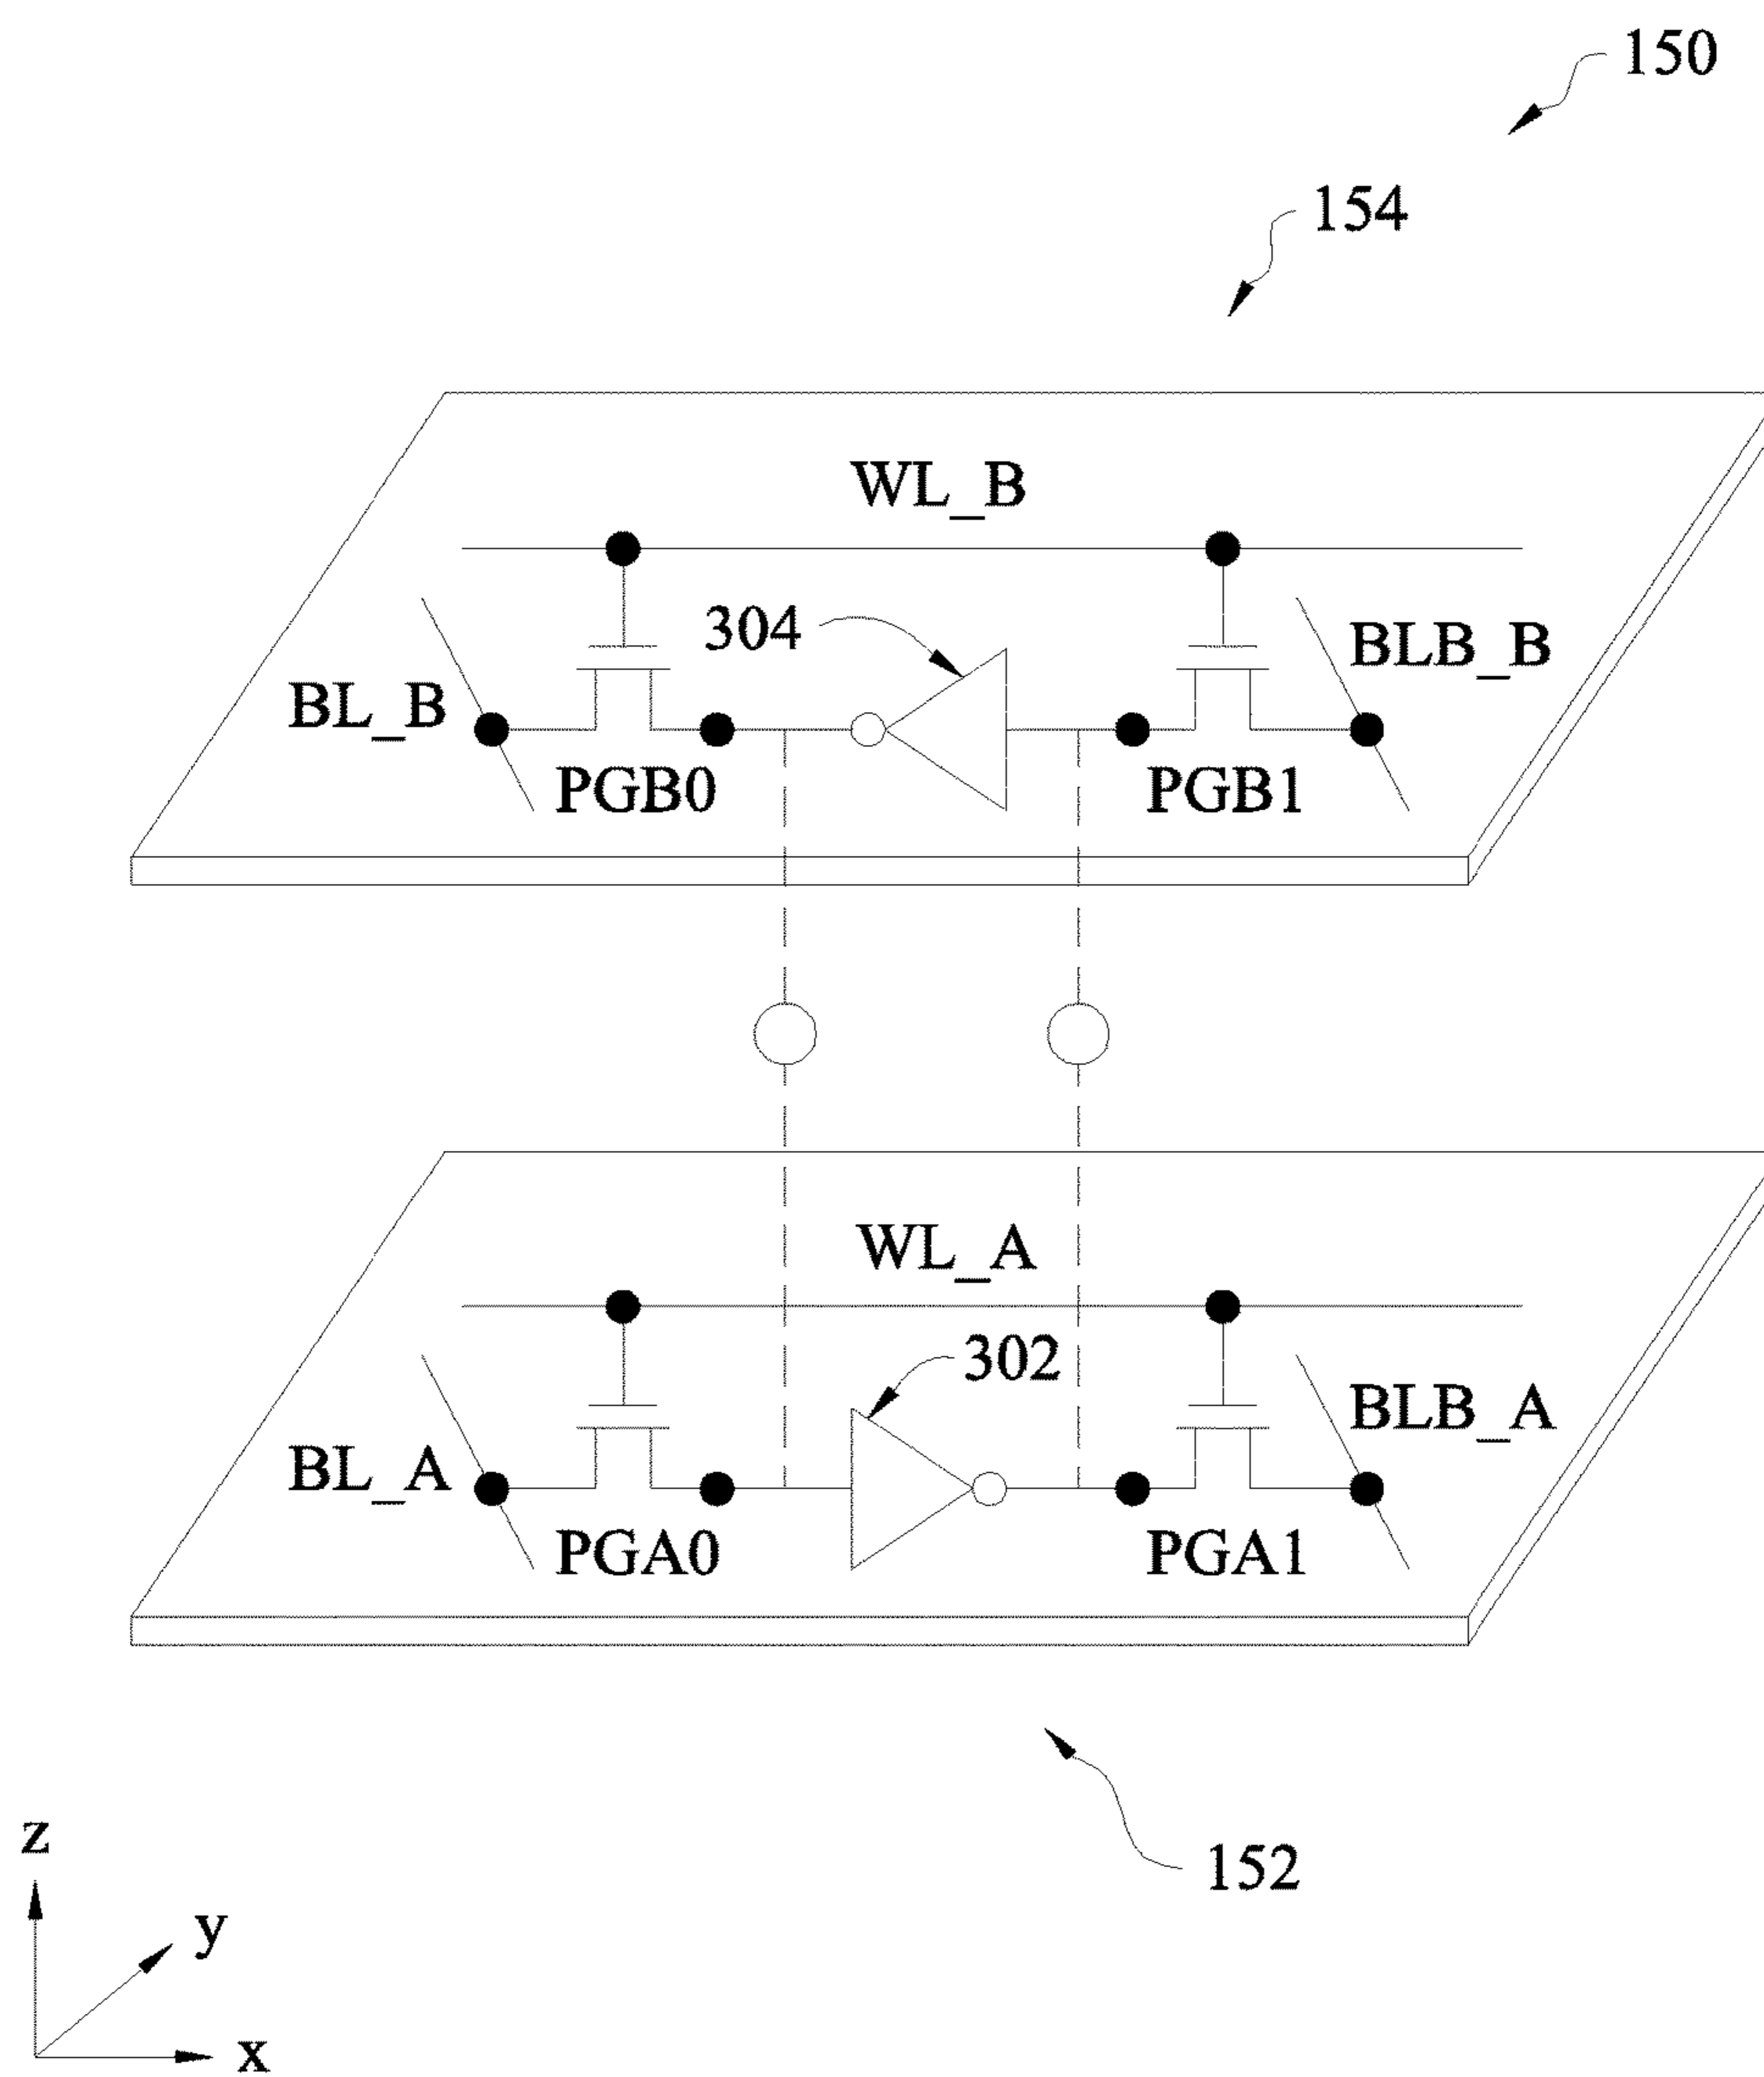 150
154
WL_B
304
BLB_B
BL_B
PGB0
PGB1
WL_A
302
BLB_A
BL_A
PGA0
PGA1
152
z
y
x